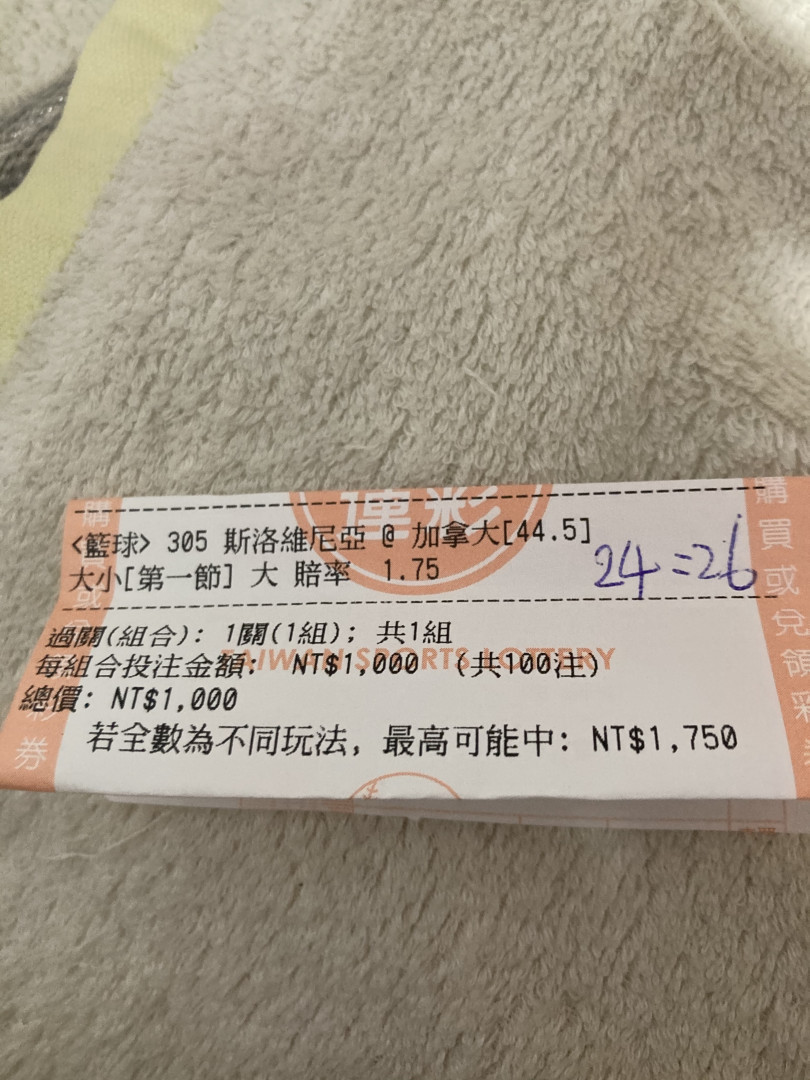 運彩
<籃球> 305 斯洛維尼亞 @ 加拿大[44.5]
大小[第一節] 大 賠率 1.75
24=26
過關(組合): 1關(1組); 共1組
TAIWAN SPORTS LOTTERY
每組合投注金額: NT$1,000 (共100注)
總價: NT$1,000
若全數為不同玩法, 最高可能中: NT$1,750
購買或兌領彩
券